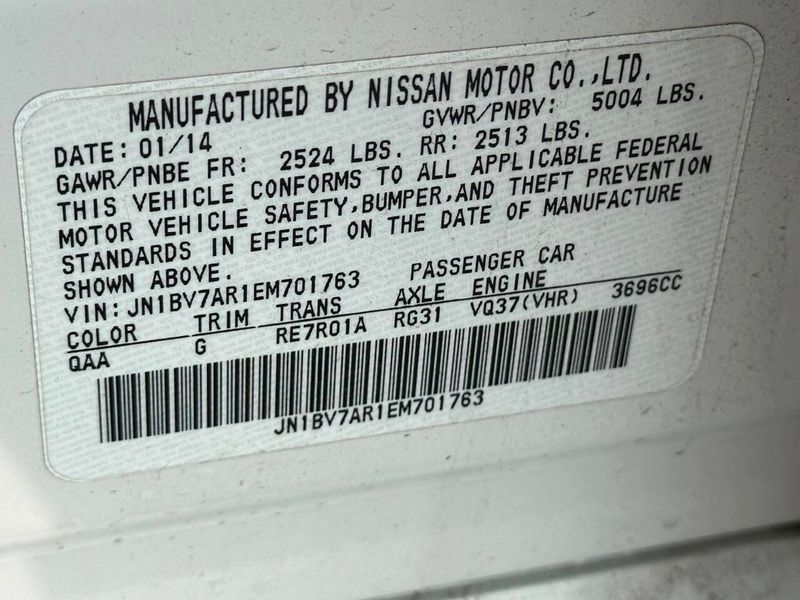 MANUFACTURED BY NISSAN MOTOR CO.,LTD.
DATE: 01/14 GVWR/PNBV: 5004 LBS.
GAWR/PNBE FR: 2524 LBS. RR: 2513 LBS.
THIS VEHICLE CONFORMS TO ALL APPLICABLE FEDERAL
MOTOR VEHICLE SAFETY,BUMPER,AND THEFT PREVENTION
STANDARDS IN EFFECT ON THE DATE OF MANUFACTURE
SHOWN ABOVE.
VIN: JN1BV7AR1EM701763 PASSENGER CAR
COLOR TRIM TRANS AXLE ENGINE
QAA G RE7R01A RG31 VQ37(VHR) 3696CC
JN1BV7AR1EM701763